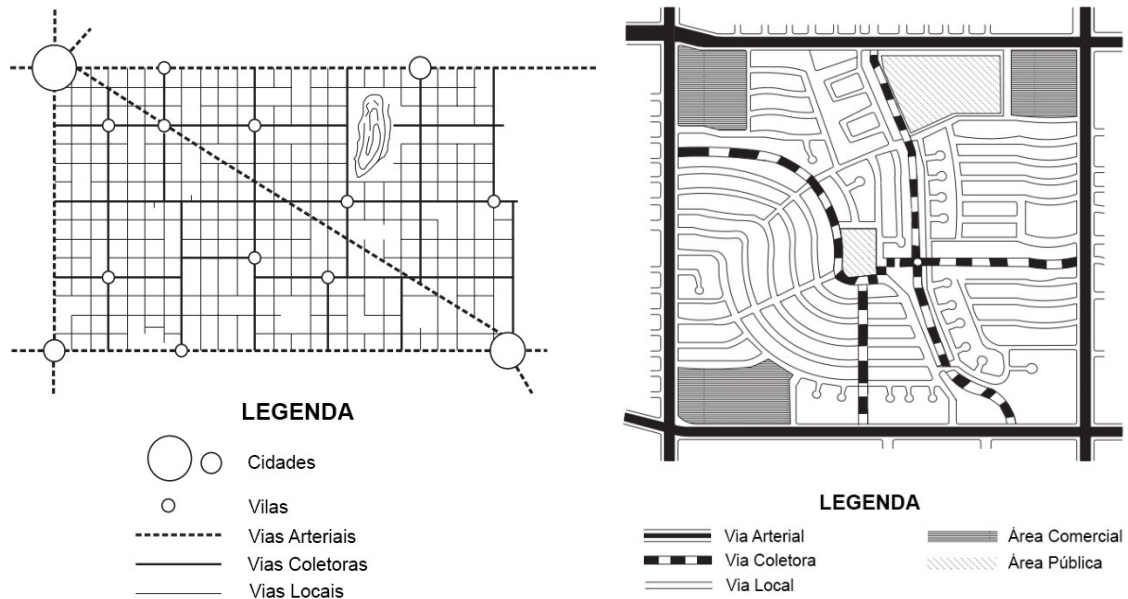 LEGENDA
Cidades
Vilas
Vias Arteriais
Vias Coletoras
Vias Locais
LEGENDA
Via Arterial
Via Coletora
Via Local
Área Comercial
Área Pública